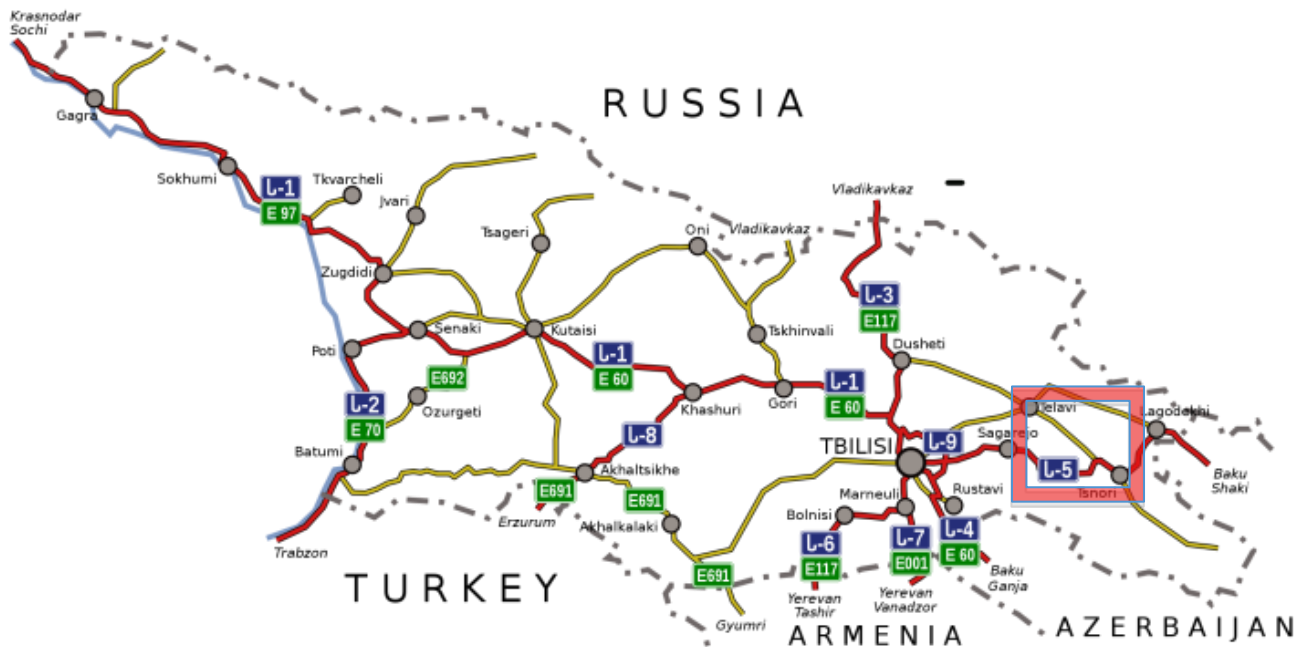 Krasnodar
Sochi
RUSSIA
Gagra
Sokhumi
Tkvarcheli
Ს-1
E 97
Jvari
Vladikavkaz
Tsageri
Oni
Vladikavkaz
Zugdidi
Ს-3
E117
Senaki
Kutaisi
Tskhinvali
Poti
Dusheti
Ს-1
E 60
E692
Ს-1
E 60
Ს-2
E 70
Ozurgeti
Khashuri
Gori
Telavi
Lagodekhi
Ს-8
Ს-9
Sagarejo
TBILISI
Batumi
Akhaltsikhe
Ს-5
Baku
Shaki
E691
E691
Marneuli
Rustavi
Tsnori
Erzurum
Akhalkalaki
Bolnisi
Ს-6
E117
Ს-7
E001
Ს-4
E 60
Trabzon
TURKEY
E691
Baku
Ganja
Yerevan
Tashir
Yerevan
Vanadzor
Gyumri
ARMENIA
AZERBAIJAN